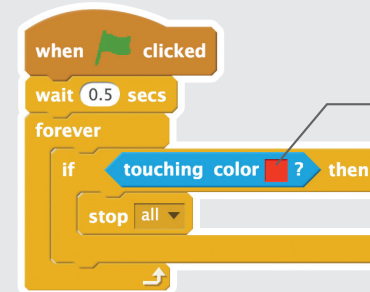 when clicked
wait 0.5 secs
forever
if touching color ? then
stop all